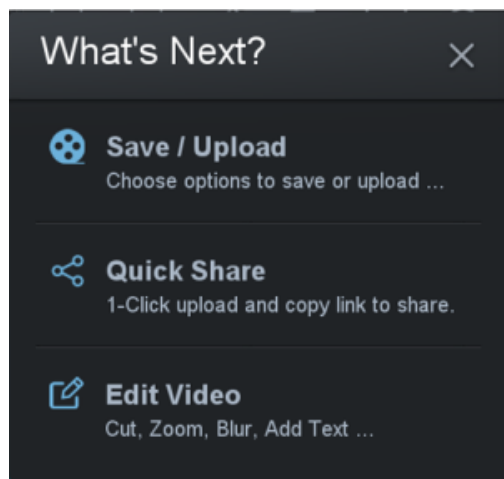 What's Next?
Save / Upload
Choose options to save or upload ...
Quick Share
1-Click upload and copy link to share.
Edit Video
Cut, Zoom, Blur, Add Text ...